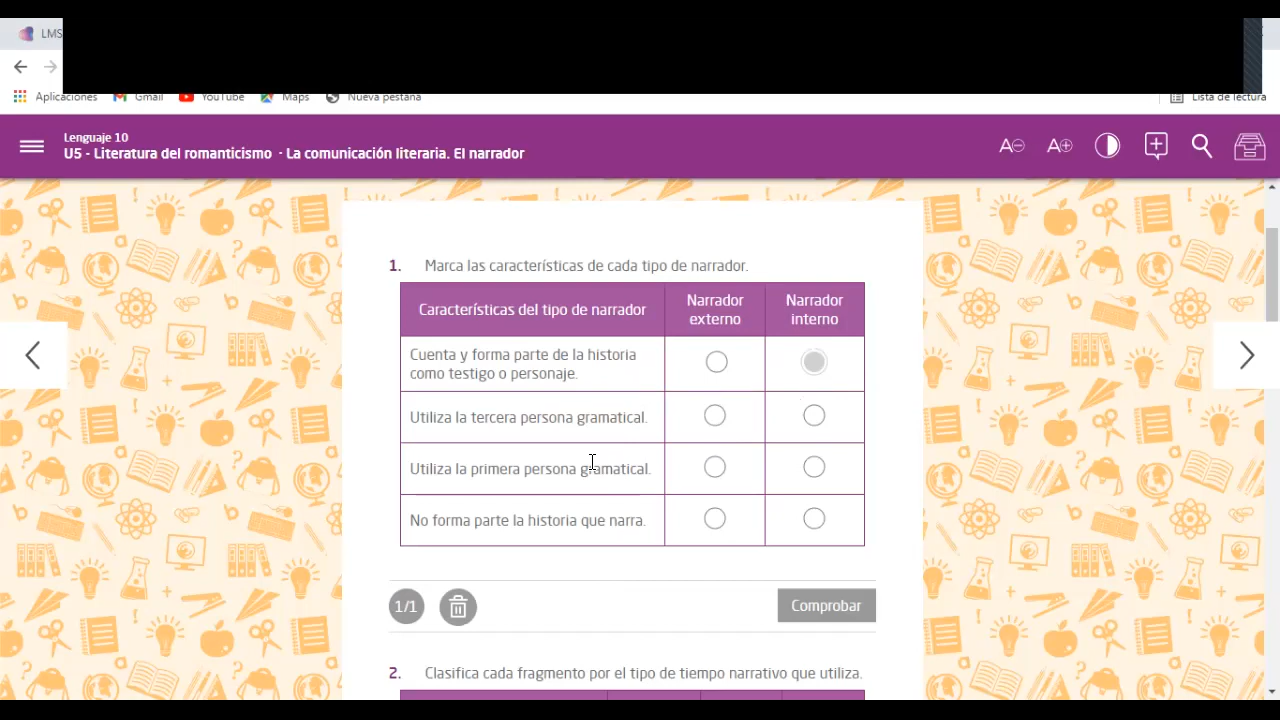 LMS
Aplicaciones Gmail YouTube Maps Nueva pestaña Lista de lectura
Lenguaje 10
U5 - Literatura del romanticismo · La comunicación literaria. El narrador
A A
1. Marca las características de cada tipo de narrador.
Características del tipo de narrador
Narrador
externo
Narrador
interno
Cuenta y forma parte de la historia
como testigo o personaje.
Utiliza la tercera persona gramatical.
Utiliza la primera persona gramatical.
No forma parte la historia que narra.
1/1
Comprobar
2. Clasifica cada fragmento por el tipo de tiempo narrativo que utiliza.